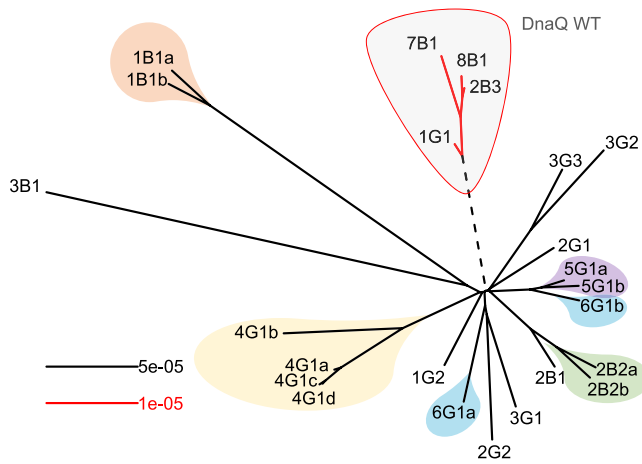 DnaQ WT
7B1
8B1
1B1a
1B1b
2B3
1G1
3G2
3G3
3B1
2G1
5G1a
5G1b
6G1b
4G1b
4G1a
4G1c
4G1d
1G2
2B1
2B2a
2B2b
6G1a
3G1
2G2
5e-05
1e-05